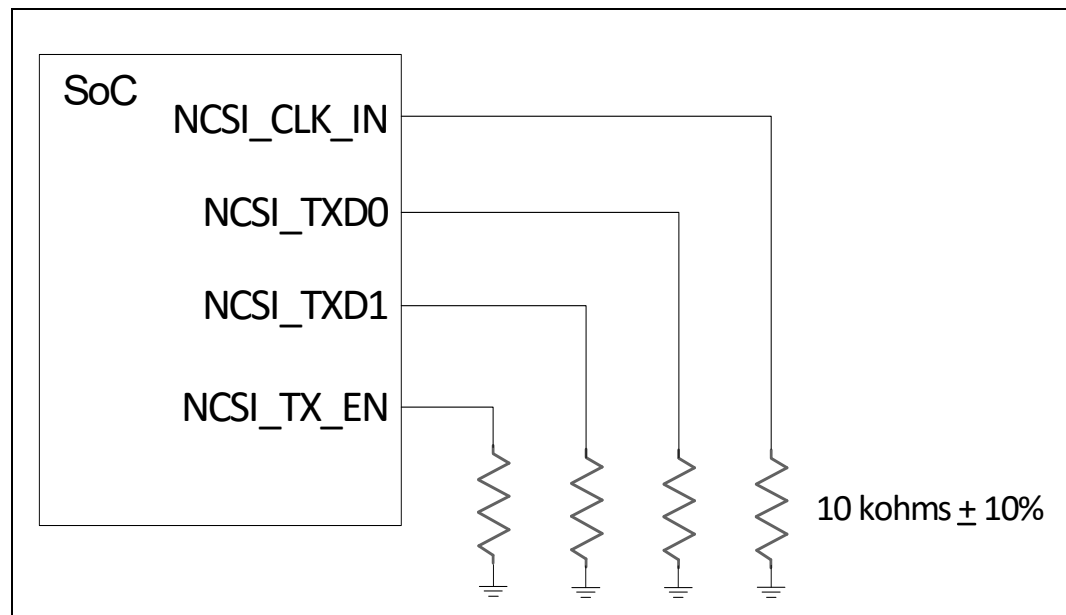 SoC
NCSI_CLK_IN
NCSI_TXD0
NCSI_TXD1
NCSI_TX_EN
10 kohms ± 10%